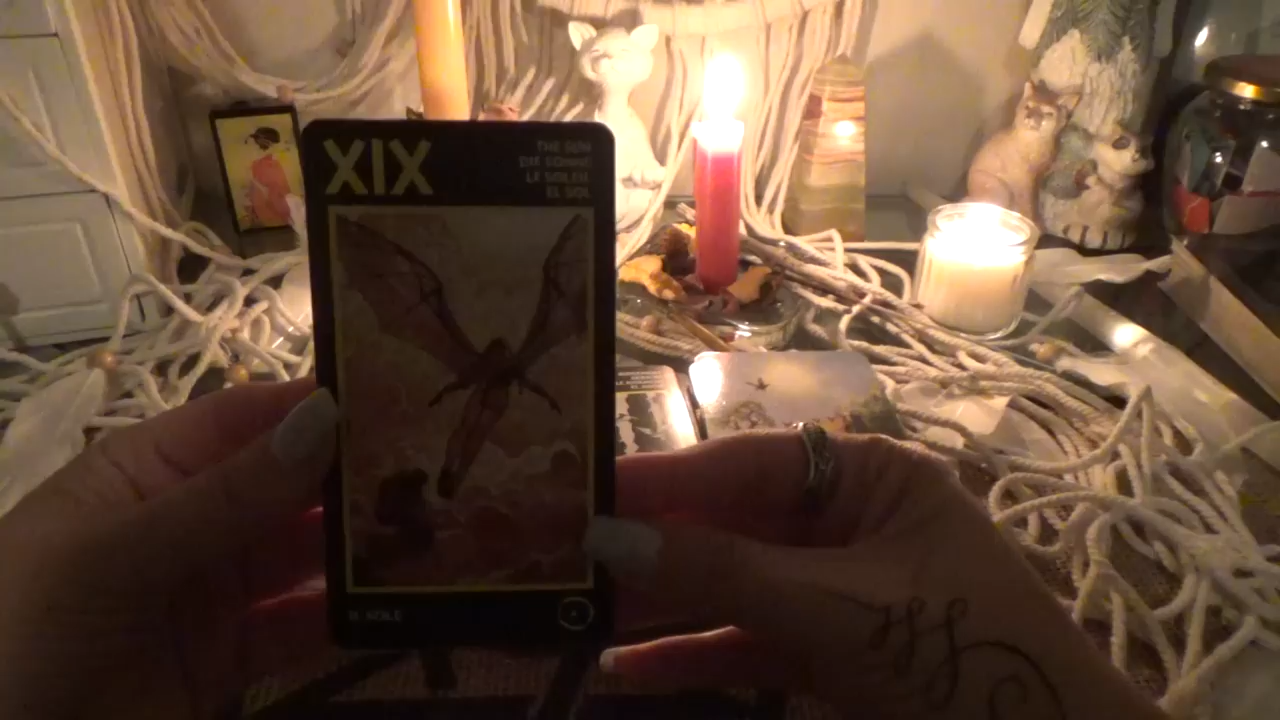 XIX
THE SUN
DIE SONNE
LE SOLEIL
EL SOL
IL SOLE